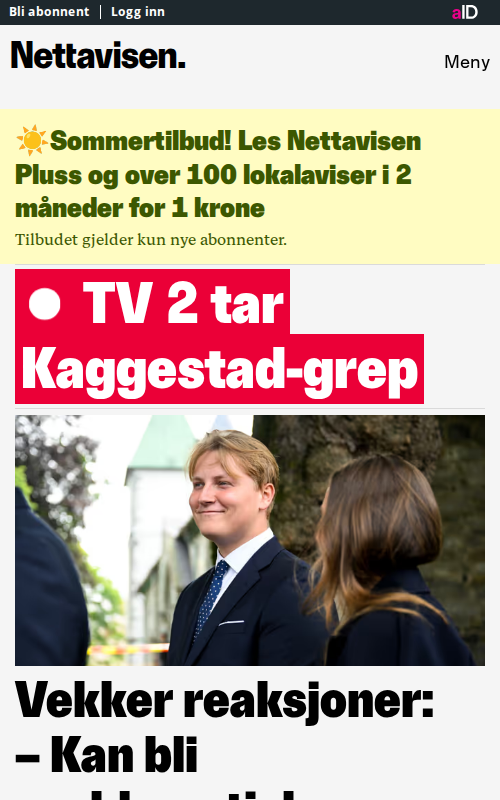 Bli abonnent | Logg inn
aID
Nettavisen.
Meny
☀️Sommertilbud! Les Nettavisen
Pluss og over 100 lokalaviser i 2
måneder for 1 krone
Tilbudet gjelder kun nye abonnenter.
TV 2 tar
Kaggestad-grep
Vekker reaksjoner:
– Kan bli